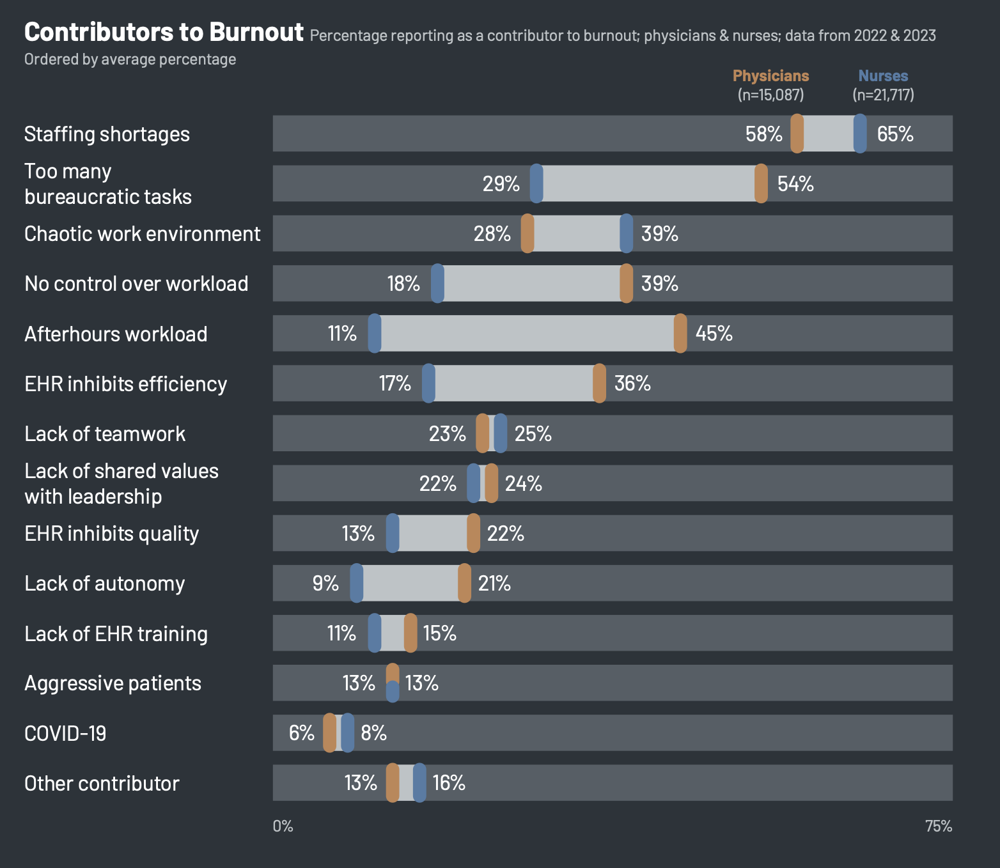 Contributors to Burnout Percentage reporting as a contributor to burnout; physicians & nurses; data from 2022 & 2023
Ordered by average percentage
Physicians Nurses
(n=15,087) (n=21,717)
Staffing shortages 58% 65%
Too many
bureaucratic tasks 29% 54%
Chaotic work environment 28% 39%
No control over workload 18% 39%
Afterhours workload 11% 45%
EHR inhibits efficiency 17% 36%
Lack of teamwork 23% 25%
Lack of shared values
with leadership 22% 24%
EHR inhibits quality 13% 22%
Lack of autonomy 9% 21%
Lack of EHR training 11% 15%
Aggressive patients 13% 13%
COVID-19 6% 8%
Other contributor 13% 16%
0% 75%